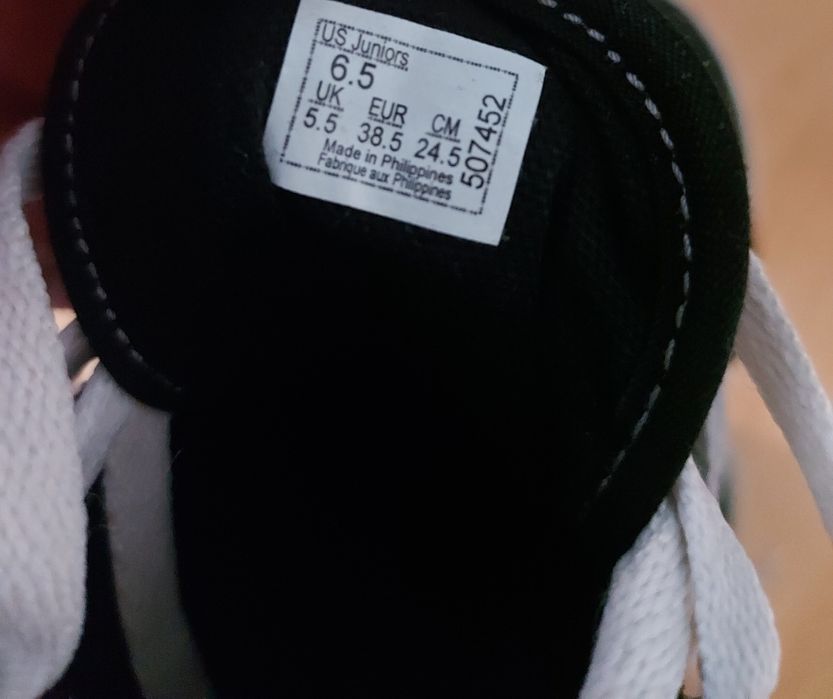 US Juniors
6.5
UK EUR CM
5.5 38.5 24.5
Made in Philippines
Fabrique aux Philippines
507452